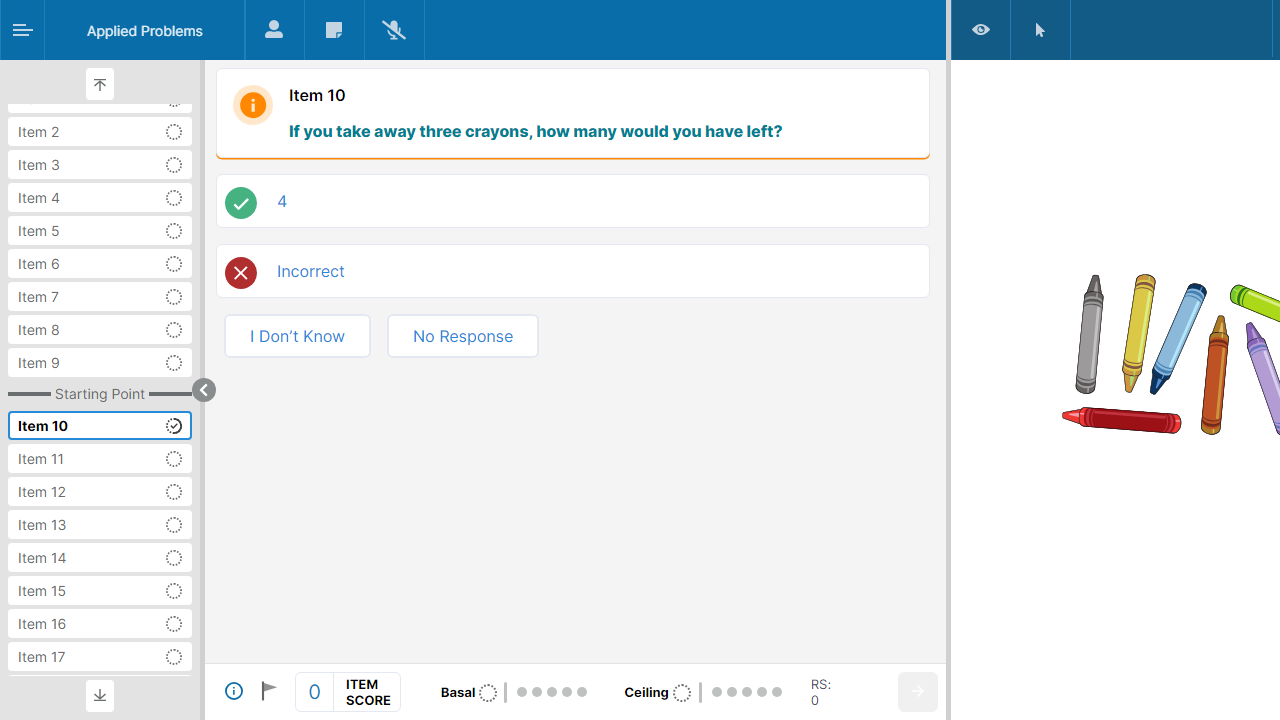 Applied Problems
Item 2
Item 3
Item 4
Item 5
Item 6
Item 7
Item 8
Item 9
Starting Point
Item 10
Item 11
Item 12
Item 13
Item 14
Item 15
Item 16
Item 17
Item 10
If you take away three crayons, how many would you have left?
4
Incorrect
I Don’t Know
No Response
0
ITEM
SCORE
Basal
Ceiling
RS:
0